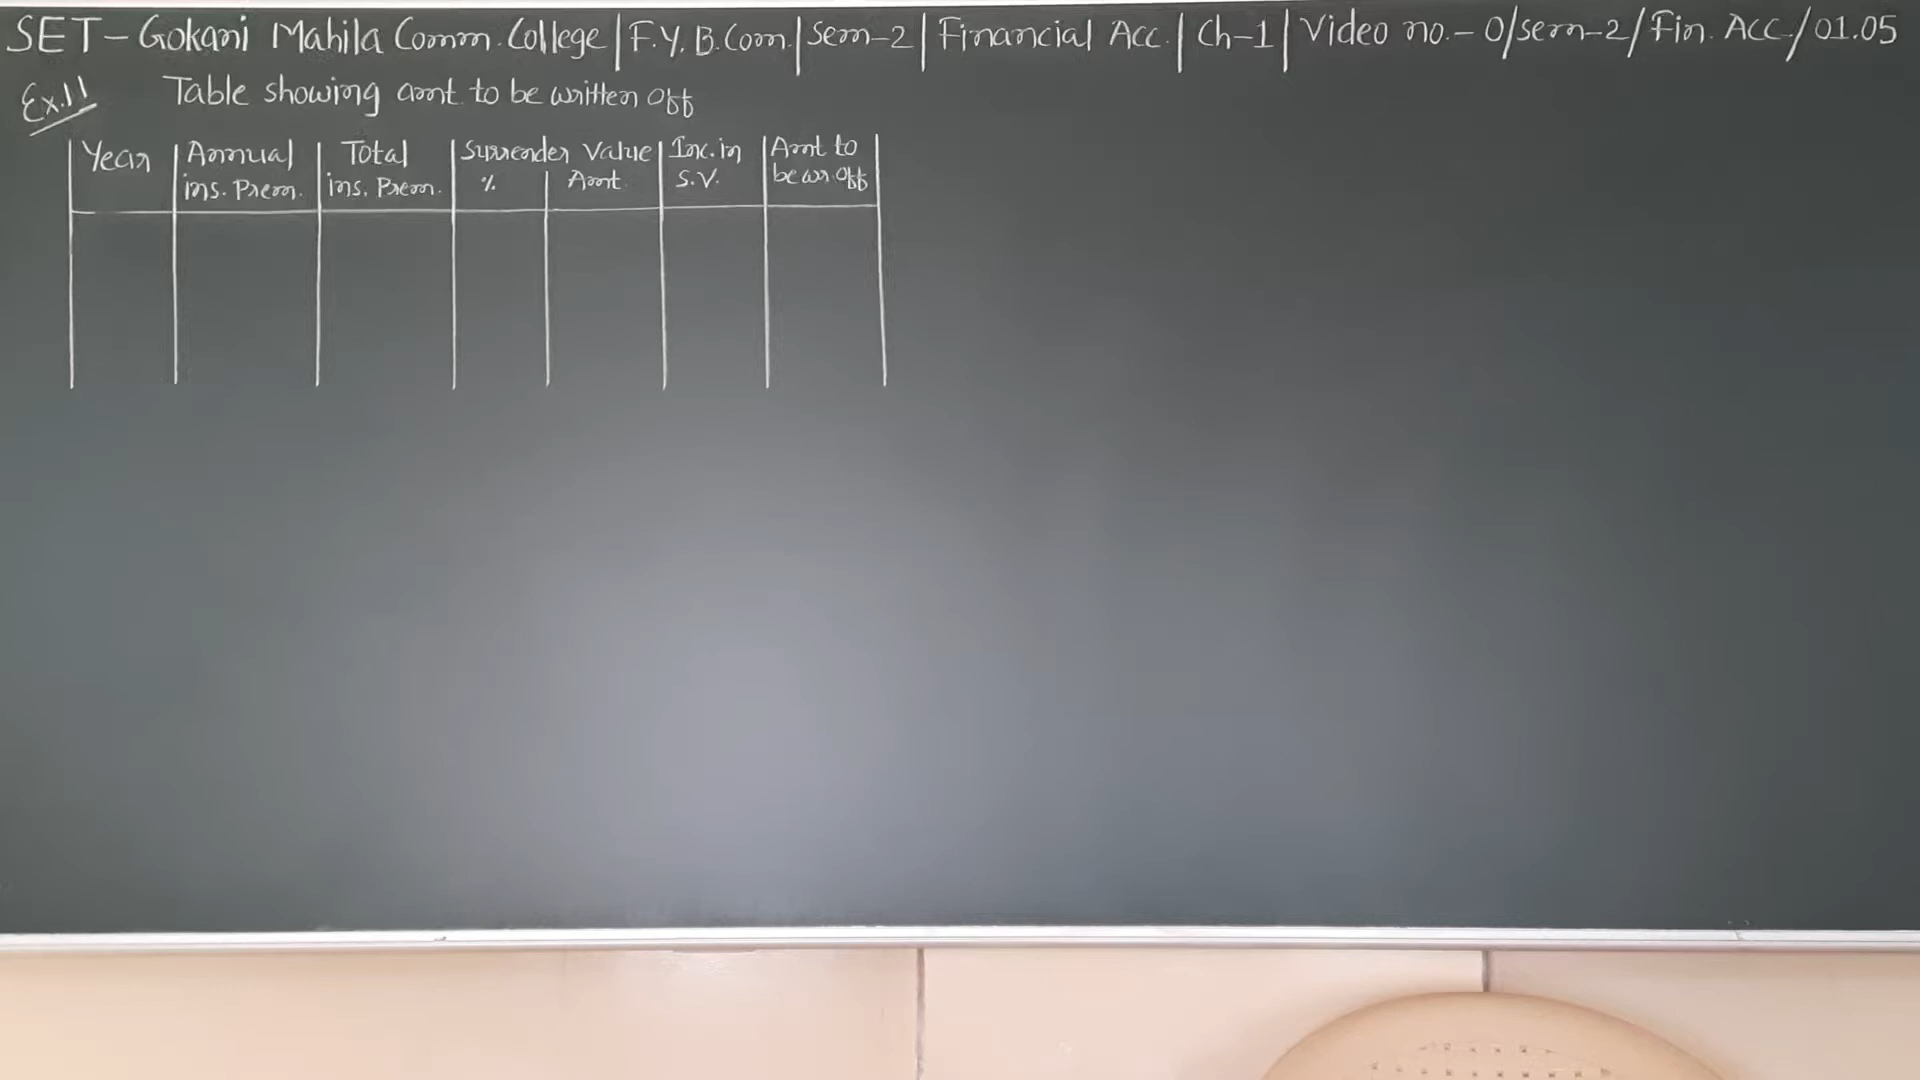 SET-Gokani Mahila Comm. College | F.Y. B.Com. | Sem-2 | Financial Acc. | Ch-1 | Video no.- 0/sem-2/Fin. Acc./01.05
Ex.11 Table showing amt. to be written off
Year | Annual ins. Prem. | Total ins. Prem. | Surrender Value % | Amt. | Inc. in S.V. | Amt to be wr. off